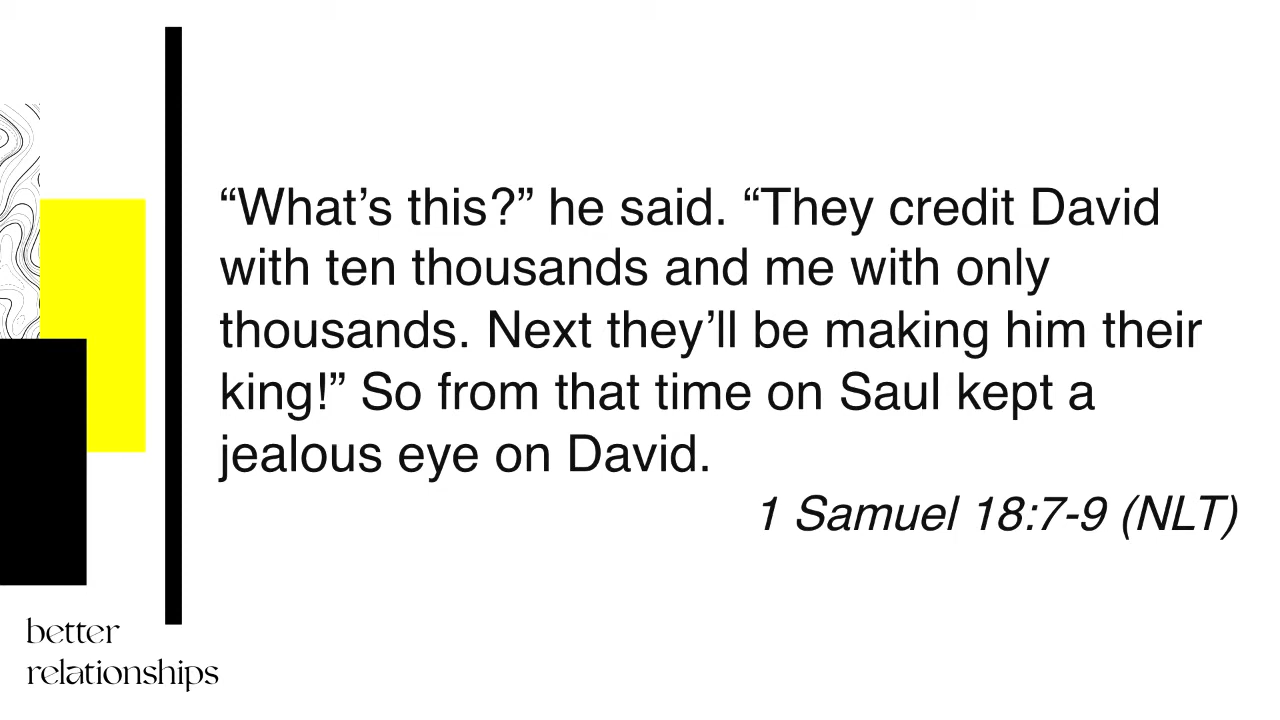 “What’s this?” he said. “They credit David
with ten thousands and me with only
thousands. Next they’ll be making him their
king!” So from that time on Saul kept a
jealous eye on David.
1 Samuel 18:7-9 (NLT)
better
relationships